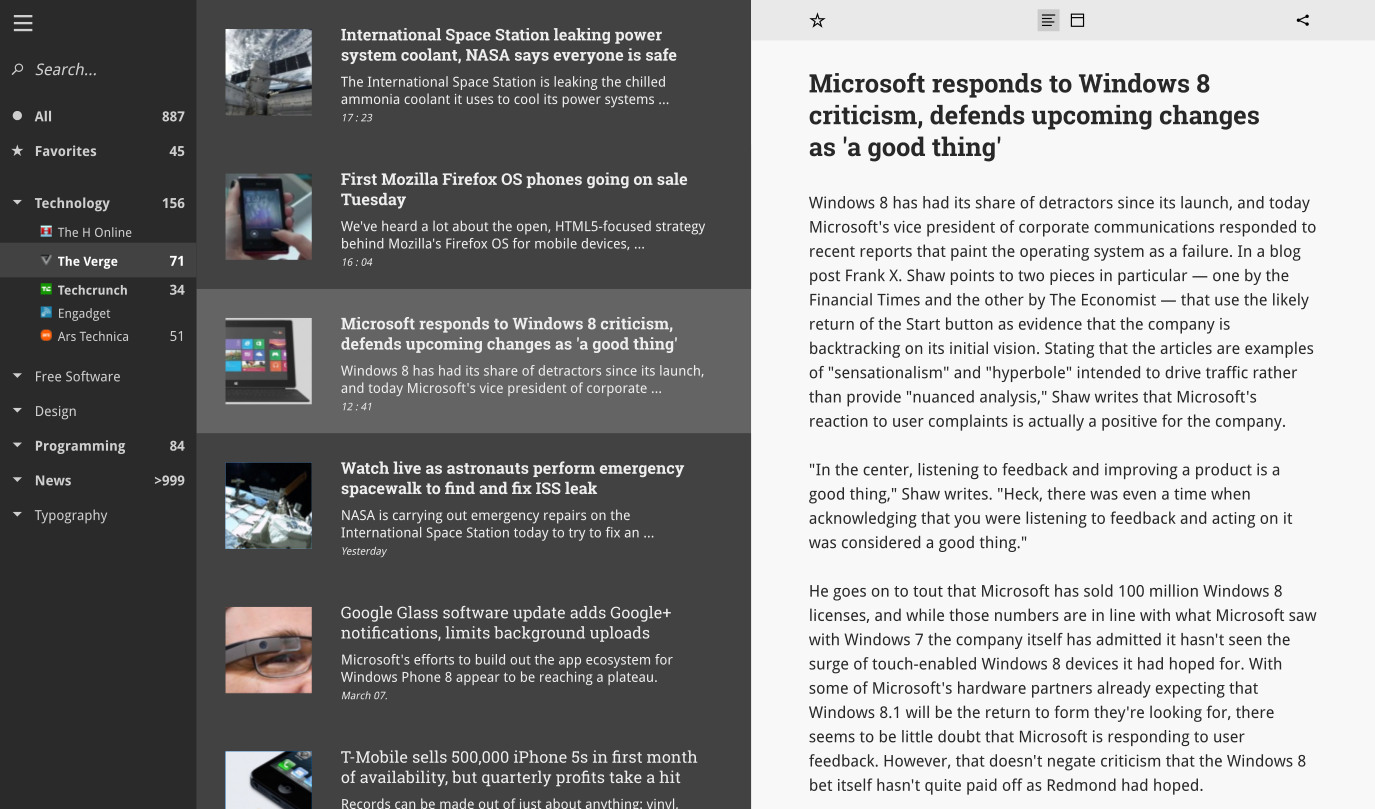 Search...
All 887
Favorites 45
Technology 156
The H Online
The Verge 71
Techcrunch 34
Engadget
Ars Technica 51
Free Software
Design
Programming 84
News >999
Typography
International Space Station leaking power
system coolant, NASA says everyone is safe
The International Space Station is leaking the chilled
ammonia coolant it uses to cool its power systems ...
17 : 23
First Mozilla Firefox OS phones going on sale
Tuesday
We've heard a lot about the open, HTML5-focused strategy
behind Mozilla's Firefox OS for mobile devices, ...
16 : 04
Microsoft responds to Windows 8 criticism,
defends upcoming changes as 'a good thing'
Windows 8 has had its share of detractors since its launch,
and today Microsoft's vice president of corporate ...
12 : 41
Watch live as astronauts perform emergency
spacewalk to find and fix ISS leak
NASA is carrying out emergency repairs on the
International Space Station today to try to fix an ...
Yesterday
Google Glass software update adds Google+
notifications, limits background uploads
Microsoft's efforts to build out the app ecosystem for
Windows Phone 8 appear to be reaching a plateau.
March 07.
T-Mobile sells 500,000 iPhone 5s in first month
of availability, but quarterly profits take a hit
Records can be made out of just about anything: vinyl,
Microsoft responds to Windows 8
criticism, defends upcoming changes
as 'a good thing'
Windows 8 has had its share of detractors since its launch, and today
Microsoft's vice president of corporate communications responded to
recent reports that paint the operating system as a failure. In a blog
post Frank X. Shaw points to two pieces in particular — one by the
Financial Times and the other by The Economist — that use the likely
return of the Start button as evidence that the company is
backtracking on its initial vision. Stating that the articles are examples
of "sensationalism" and "hyperbole" intended to drive traffic rather
than provide "nuanced analysis," Shaw writes that Microsoft's
reaction to user complaints is actually a positive for the company.
"In the center, listening to feedback and improving a product is a
good thing," Shaw writes. "Heck, there was even a time when
acknowledging that you were listening to feedback and acting on it
was considered a good thing."
He goes on to tout that Microsoft has sold 100 million Windows 8
licenses, and while those numbers are in line with what Microsoft saw
with Windows 7 the company itself has admitted it hasn't seen the
surge of touch-enabled Windows 8 devices it had hoped for. With
some of Microsoft's hardware partners already expecting that
Windows 8.1 will be the return to form they're looking for, there
seems to be little doubt that Microsoft is responding to user
feedback. However, that doesn't negate criticism that the Windows 8
bet itself hasn't quite paid off as Redmond had hoped.